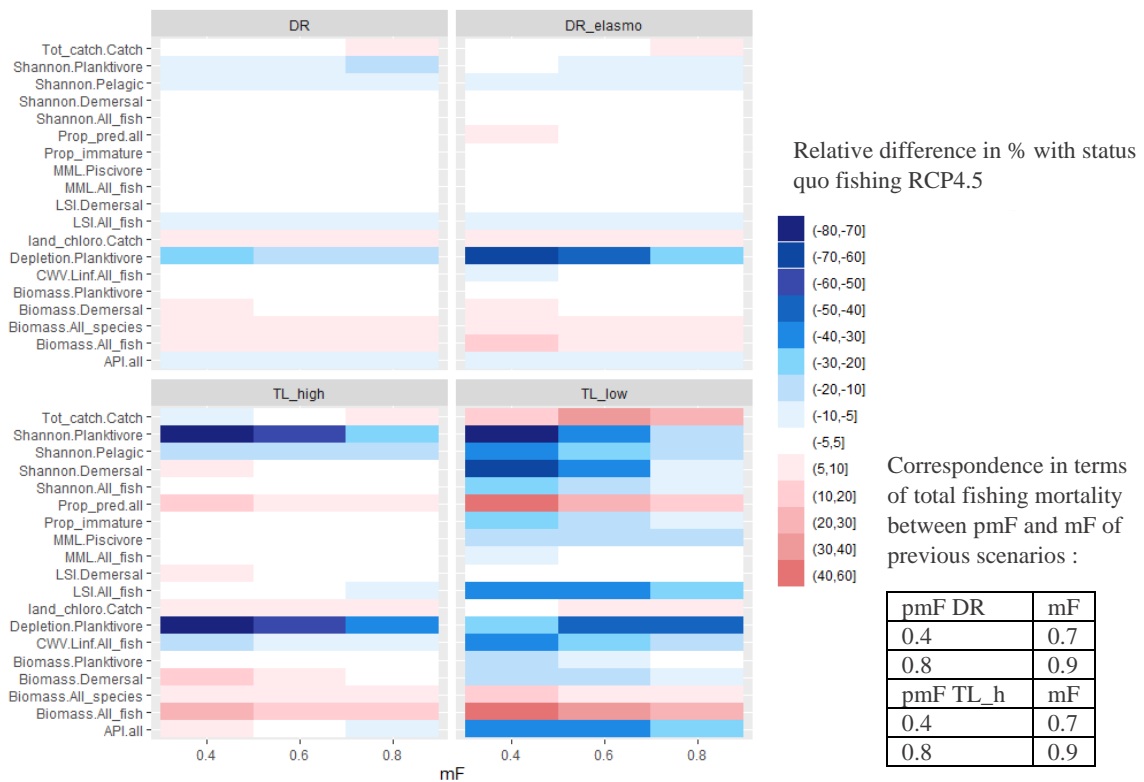 DR
DR_elasmo
Tot_catch.Catch
Shannon.Planktivore
Shannon.Pelagic
Shannon.Demersal
Shannon.All_fish
Prop_pred.all
Prop_immature
MML.Piscivore
MML.All_fish
LSI.Demersal
LSI.All_fish
land_chloro.Catch
Depletion.Planktivore
CWV.Linf.All_fish
Biomass.Planktivore
Biomass.Demersal
Biomass.All_species
Biomass.All_fish
API.all
TL_high
TL_low
Tot_catch.Catch
Shannon.Planktivore
Shannon.Pelagic
Shannon.Demersal
Shannon.All_fish
Prop_pred.all
Prop_immature
MML.Piscivore
MML.All_fish
LSI.Demersal
LSI.All_fish
land_chloro.Catch
Depletion.Planktivore
CWV.Linf.All_fish
Biomass.Planktivore
Biomass.Demersal
Biomass.All_species
Biomass.All_fish
API.all
0.4 0.6 0.8 0.4 0.6 0.8
mF
Relative difference in % with status
quo fishing RCP4.5
(-80,-70]
(-70,-60]
(-60,-50]
(-50,-40]
(-40,-30]
(-30,-20]
(-20,-10]
(-10,-5]
(-5,5]
(5,10]
(10,20]
(20,30]
(30,40]
(40,60]
Correspondence in terms
of total fishing mortality
between pmF and mF of
previous scenarios :
pmF DR mF
0.4 0.7
0.8 0.9
pmF TL_h mF
0.4 0.7
0.8 0.9